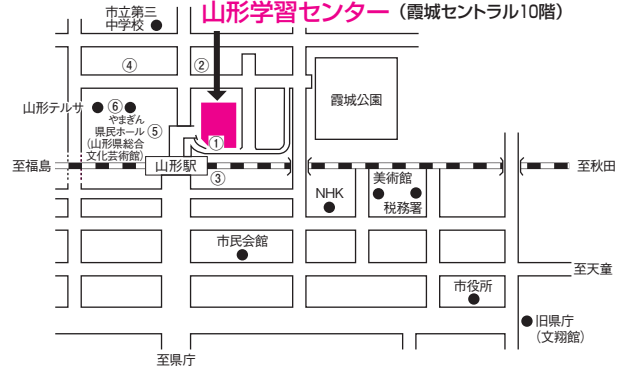 山形学習センター（霞城セントラル10階）
市立第三
中学校
④
②
霞城公園
山形テルサ
⑥
やまぎん
県民ホール
(山形県総合
文化芸術館)
⑤
①
至福島
山形駅
③
至秋田
NHK
美術館
税務署
市民会館
至天童
市役所
旧県庁
(文翔館)
至県庁